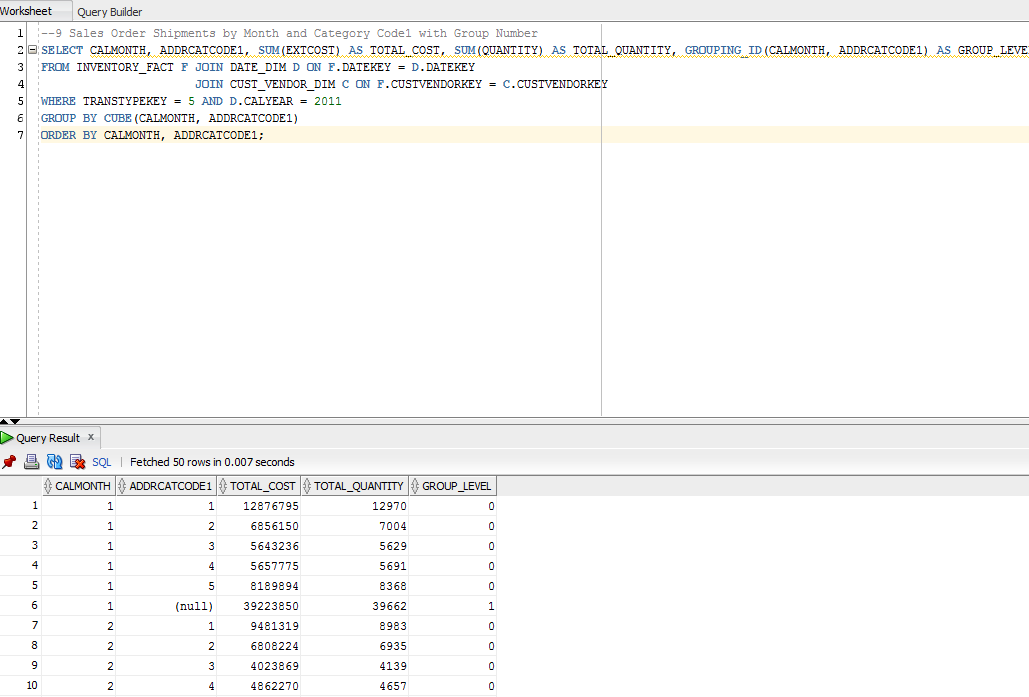 Worksheet Query Builder
1 --9 Sales Order Shipments by Month and Category Code1 with Group Number
2 SELECT CALMONTH, ADDRCATCODE1, SUM(EXTCOST) AS TOTAL_COST, SUM(QUANTITY) AS TOTAL_QUANTITY, GROUPING_ID(CALMONTH, ADDRCATCODE1) AS GROUP_LEVE
3 FROM INVENTORY_FACT F JOIN DATE_DIM D ON F.DATEKEY = D.DATEKEY
4 JOIN CUST_VENDOR_DIM C ON F.CUSTVENDORKEY = C.CUSTVENDORKEY
5 WHERE TRANSTYPEKEY = 5 AND D.CALYEAR = 2011
6 GROUP BY CUBE(CALMONTH, ADDRCATCODE1)
7 ORDER BY CALMONTH, ADDRCATCODE1;
Query Result x
SQL | Fetched 50 rows in 0.007 seconds
CALMONTH ADDRCATCODE1 TOTAL_COST TOTAL_QUANTITY GROUP_LEVEL
1 1 1 12876795 12970 0
2 1 2 6856150 7004 0
3 1 3 5643236 5629 0
4 1 4 5657775 5691 0
5 1 5 8189894 8368 0
6 1 (null) 39223850 39662 1
7 2 1 9481319 8983 0
8 2 2 6808224 6935 0
9 2 3 4023869 4139 0
10 2 4 4862270 4657 0